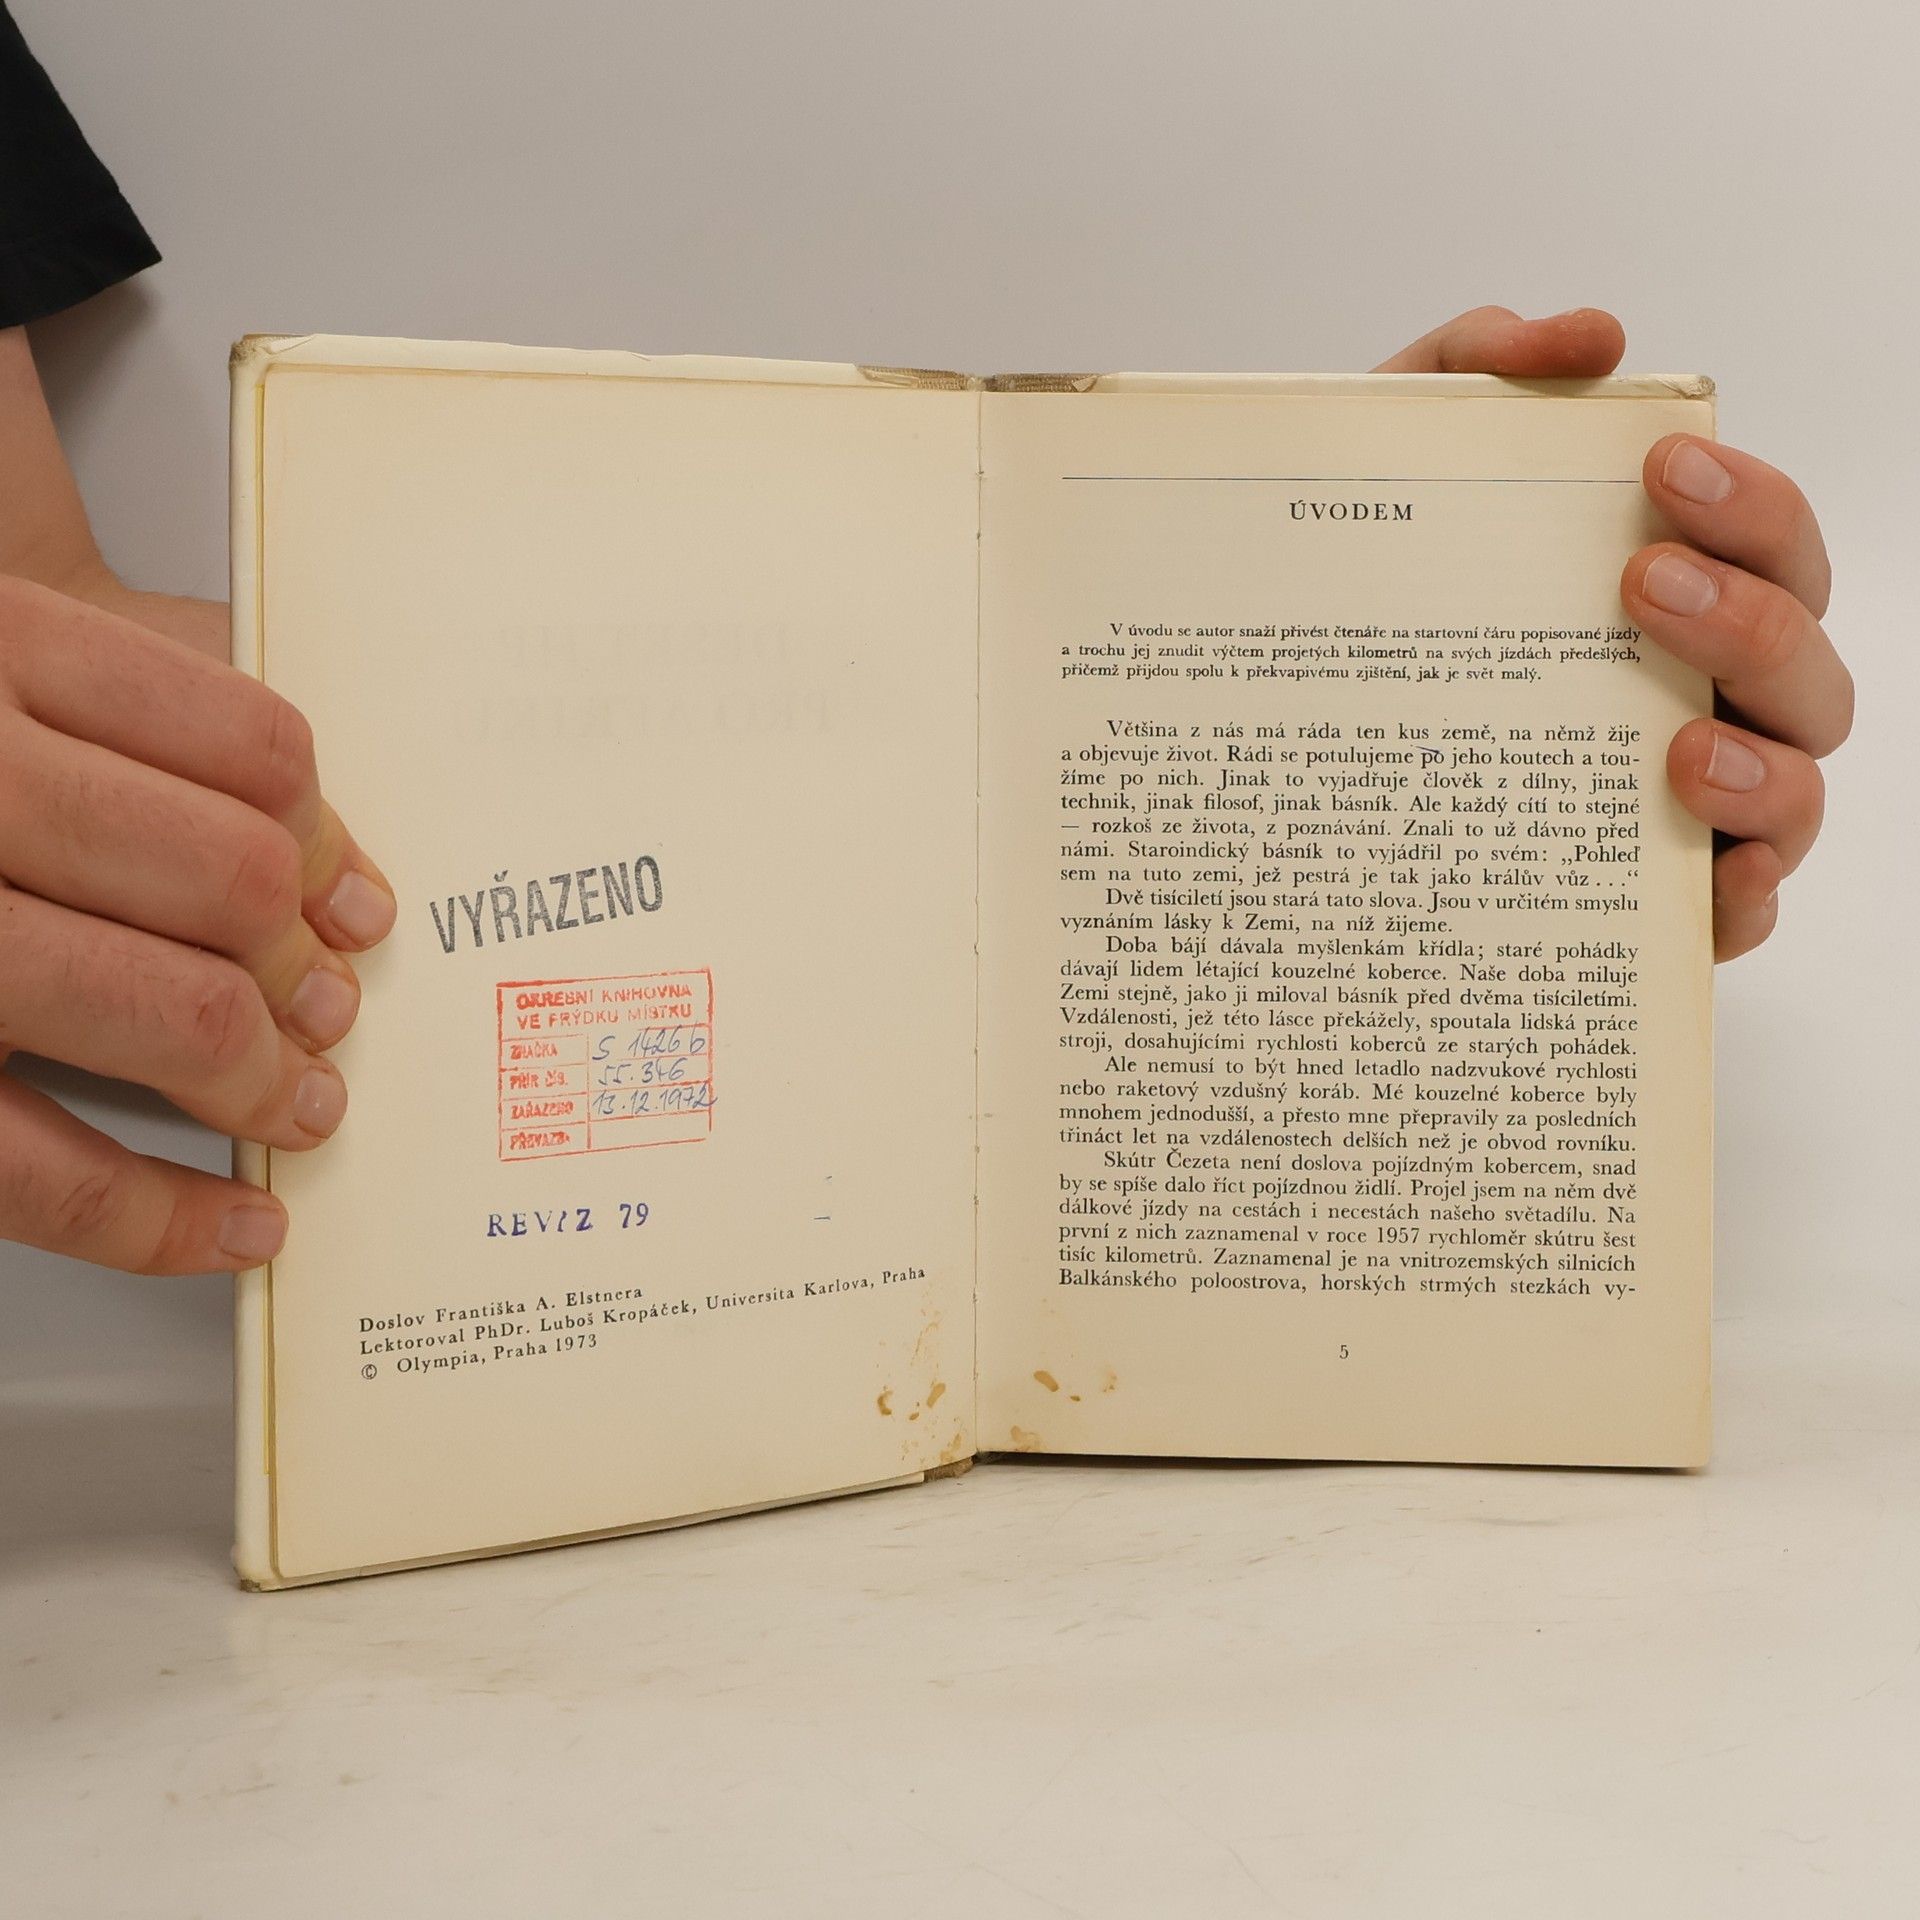 VYŘAZENO
OKRESNÍ KNIHOVNA
VE FRÝDKU MÍSTKU
ZNAČKA S 1426 b
PŘÍR. ČÍS. 55.346
ZAŘAZENO 13.12.1972
PŘEVAZBA
REVIZ 79
Doslov Františka A. Elstnera
Lektoroval PhDr. Luboš Kropáček, Universita Karlova, Praha
© Olympia, Praha 1973
ÚVODEM
V úvodu se autor snaží přivést čtenáře na startovní čáru popisované jízdy
a trochu jej znudit výčtem projetých kilometrů na svých jízdách předešlých,
přičemž přijdou spolu k překvapivému zjištění, jak je svět malý.
Většina z nás má ráda ten kus země, na němž žije
a objevuje život. Rádi se potulujeme po jeho koutech a tou-
žíme po nich. Jinak to vyjadřuje člověk z dílny, jinak
technik, jinak filosof, jinak básník. Ale každý cítí to stejné
— rozkoš ze života, z poznávání. Znali to už dávno před
námi. Staroindický básník to vyjádřil po svém: „Pohleď
sem na tuto zemi, jež pestrá je tak jako králův vůz . . .“
Dvě tisíciletí jsou stará tato slova. Jsou v určitém smyslu
vyznáním lásky k Zemi, na níž žijeme.
Doba bájí dávala myšlenkám křídla; staré pohádky
dávají lidem létající kouzelné koberce. Naše doba miluje
Zemi stejně, jako ji miloval básník před dvěma tisíciletími.
Vzdálenosti, jež této lásce překážely, spoutala lidská práce
stroji, dosahujícími rychlosti koberců ze starých pohádek.
Ale nemusí to být hned letadlo nadzvukové rychlosti
nebo raketový vzdušný koráb. Mé kouzelné koberce byly
mnohem jednodušší, a přesto mne přepravily za posledních
třináct let na vzdálenostech delších než je obvod rovníku.
Skútr Čezeta není doslova pojízdným kobercem, snad
by se spíše dalo říct pojízdnou židlí. Projel jsem na něm dvě
dálkové jízdy na cestách i necestách našeho světadílu. Na
první z nich zaznamenal v roce 1957 rychloměr skútru šest
tisíc kilometrů. Zaznamenal je na vnitrozemských silnicích
Balkánského poloostrova, horských strmých stezkách vy-
5